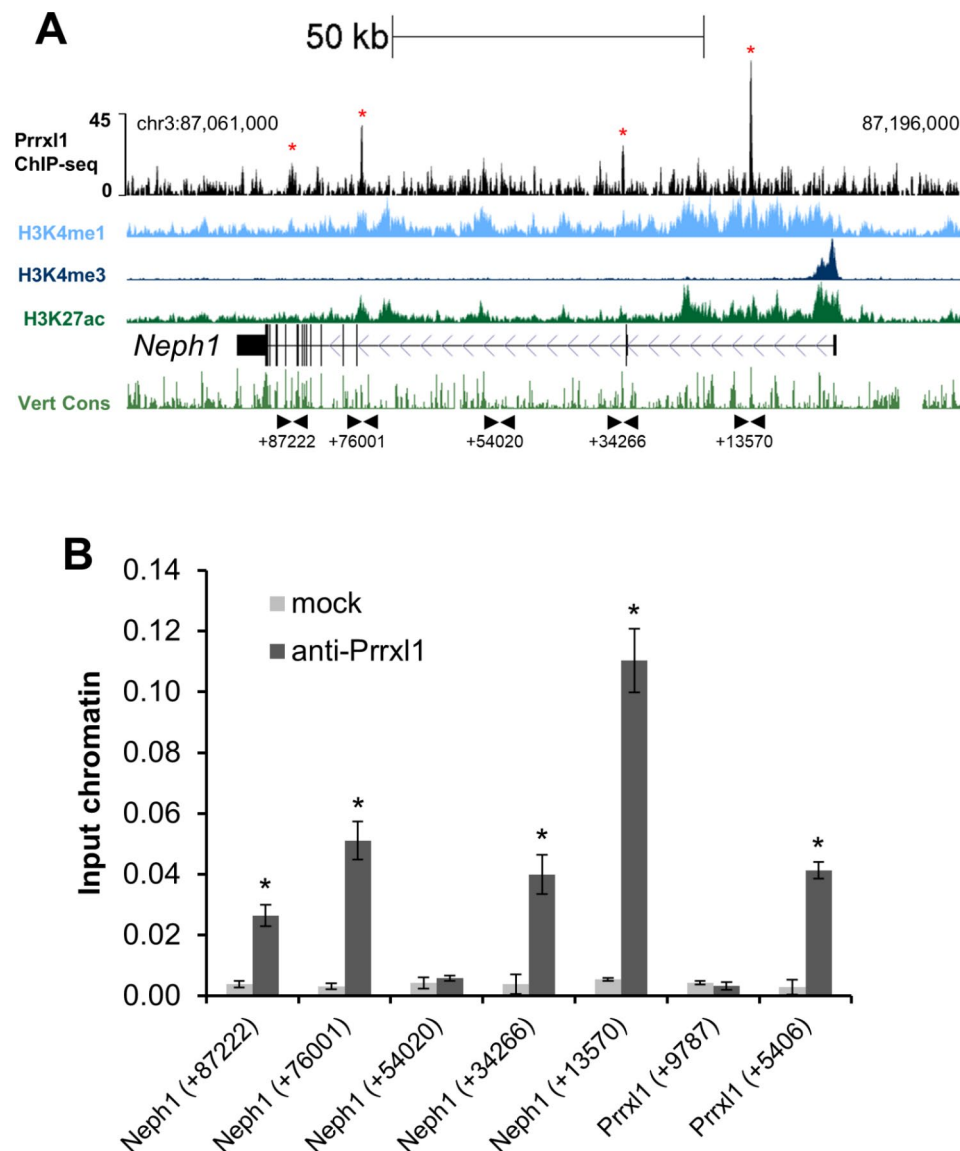 A
50 kb
*
*
*
*
45
chr3:87,061,000
87,196,000
Prrxl1
ChIP-seq
0
H3K4me1
H3K4me3
H3K27ac
Neph1
Vert Cons
+87222
+76001
+54020
+34266
+13570
B
0.14
0.12
0.10
0.08
0.06
0.04
0.02
0.00
Input chromatin
mock
anti-Prrxl1
*
*
*
*
*
Neph1 (+87222)
Neph1 (+76001)
Neph1 (+54020)
Neph1 (+34266)
Neph1 (+13570)
Prrxl1 (+9787)
Prrxl1 (+5406)